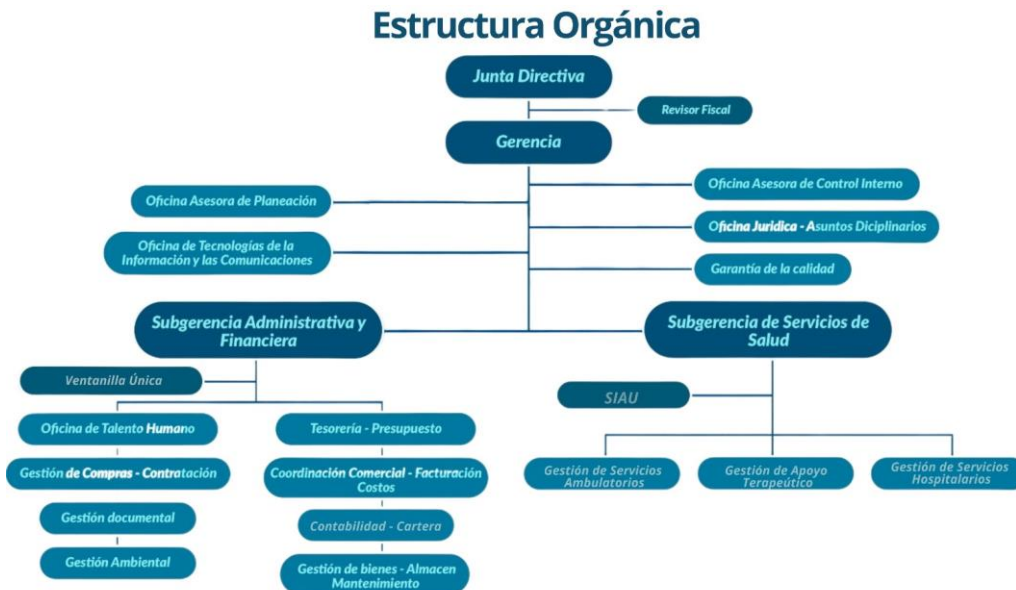 Estructura Orgánica
Junta Directiva
Revisor Fiscal
Gerencia
Oficina Asesora de Control Interno
Oficina Asesora de Planeación
Oficina Juridica - Asuntos Diciplinarios
Oficina de Tecnologías de la
Información y las Comunicaciones
Garantía de la calidad
Subgerencia Administrativa y
Financiera
Subgerencia de Servicios de
Salud
Ventanilla Única
SIAU
Oficina de Talento Humano
Tesorería - Presupuesto
Gestión de Compras - Contratación
Coordinación Comercial - Facturación
Costos
Gestión de Servicios
Ambulatorios
Gestión de Apoyo
Terapeútico
Gestión de Servicios
Hospitalarios
Gestión documental
Contabilidad - Cartera
Gestión Ambiental
Gestión de bienes - Almacen
Mantenimiento